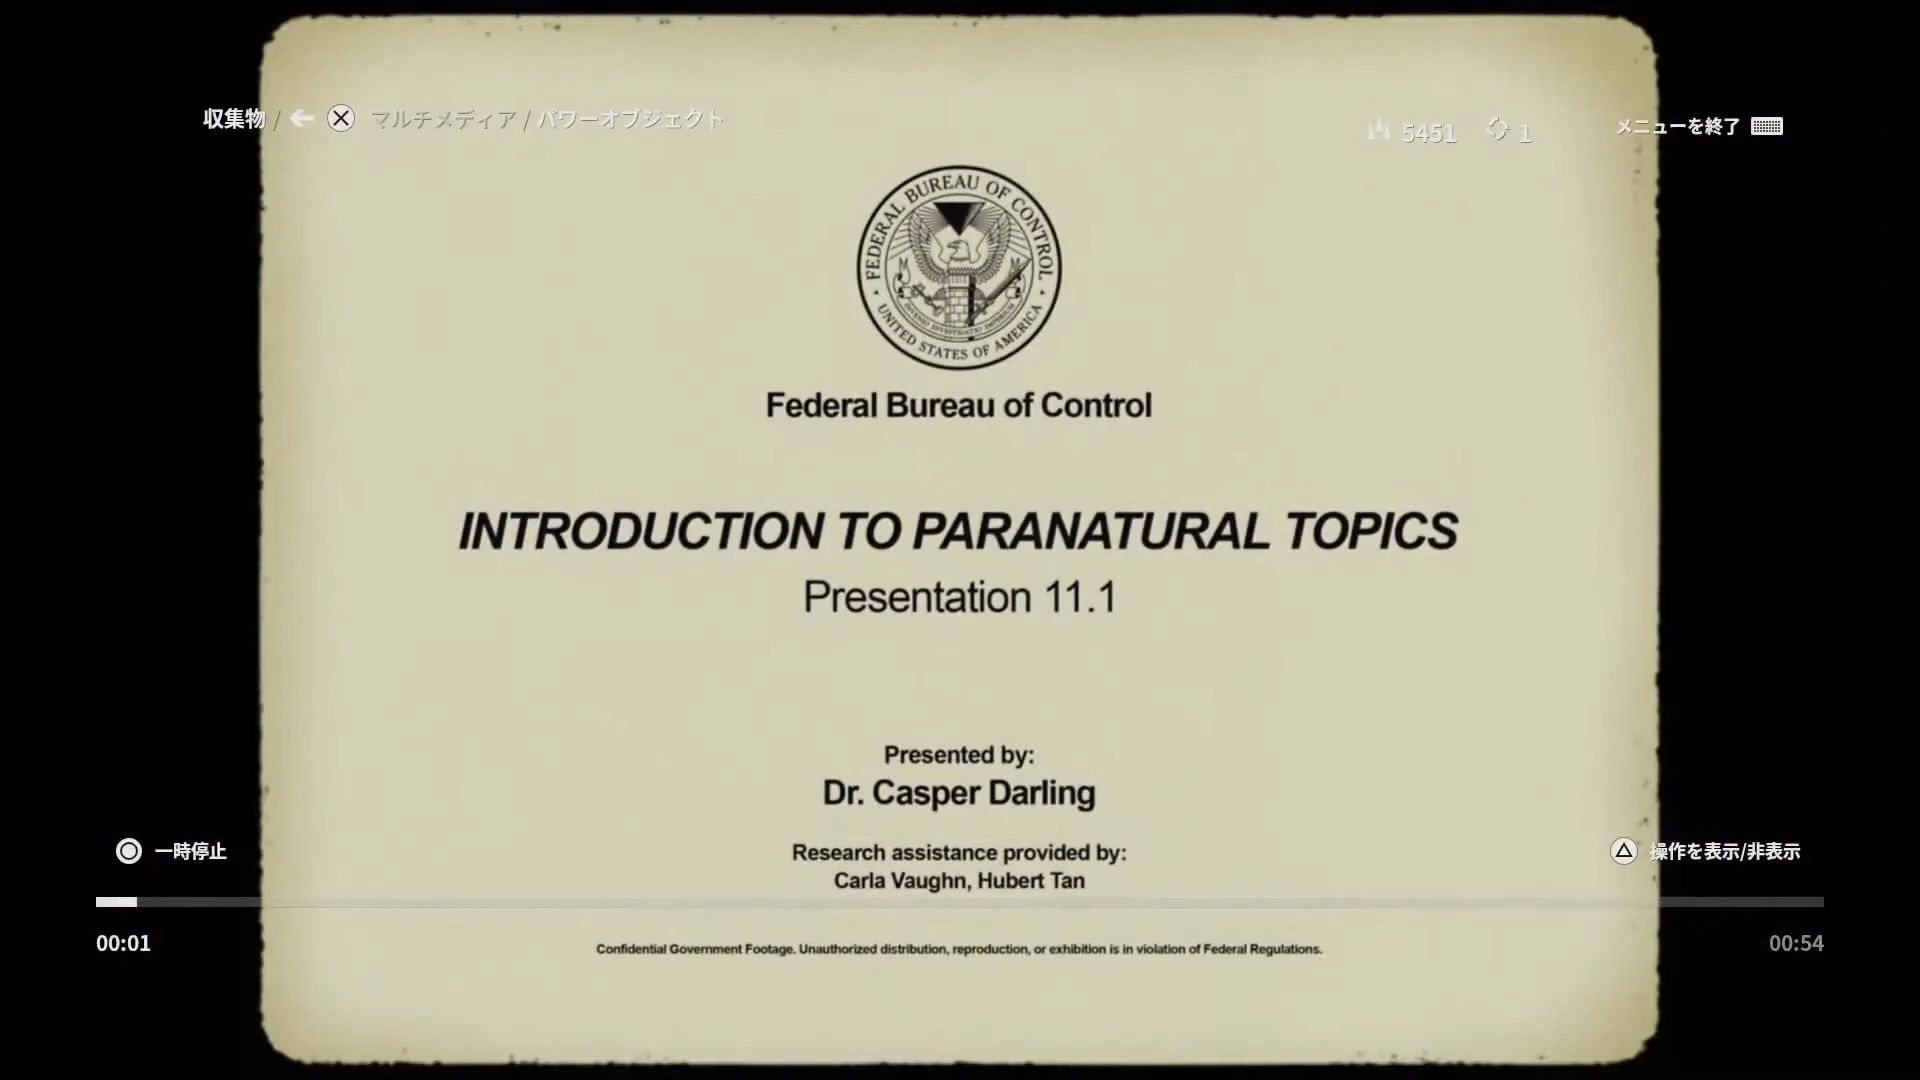 収集物 / マルチメディア / パワーオブジェクト
5451 1
メニューを終了
FEDERAL BUREAU OF CONTROL
UNITED STATES OF AMERICA
Federal Bureau of Control
INTRODUCTION TO PARANATURAL TOPICS
Presentation 11.1
Presented by:
Dr. Casper Darling
一時停止
操作を表示/非表示
Research assistance provided by:
Carla Vaughn, Hubert Tan
00:01
00:54
Confidential Government Footage. Unauthorized distribution, reproduction, or exhibition is in violation of Federal Regulations.